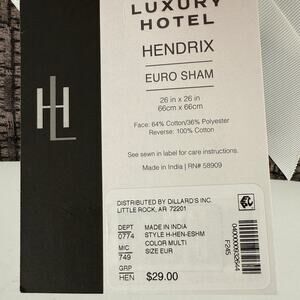 LUXURY
HOTEL
HENDRIX
EURO SHAM
26 in x 26 in
66cm x 66cm
Face: 64% Cotton/36% Polyester
Reverse: 100% Cotton
See sewn in label for care instructions.
Made in India | RN# 58909
HL
DISTRIBUTED BY DILLARD'S INC.
LITTLE ROCK, AR 72201
DEPT
0774
MIC
749
GRP
HEN
MADE IN INDIA
STYLE H-HEN-ESHM
COLOR MULTI
SIZE EUR
$29.00
F245